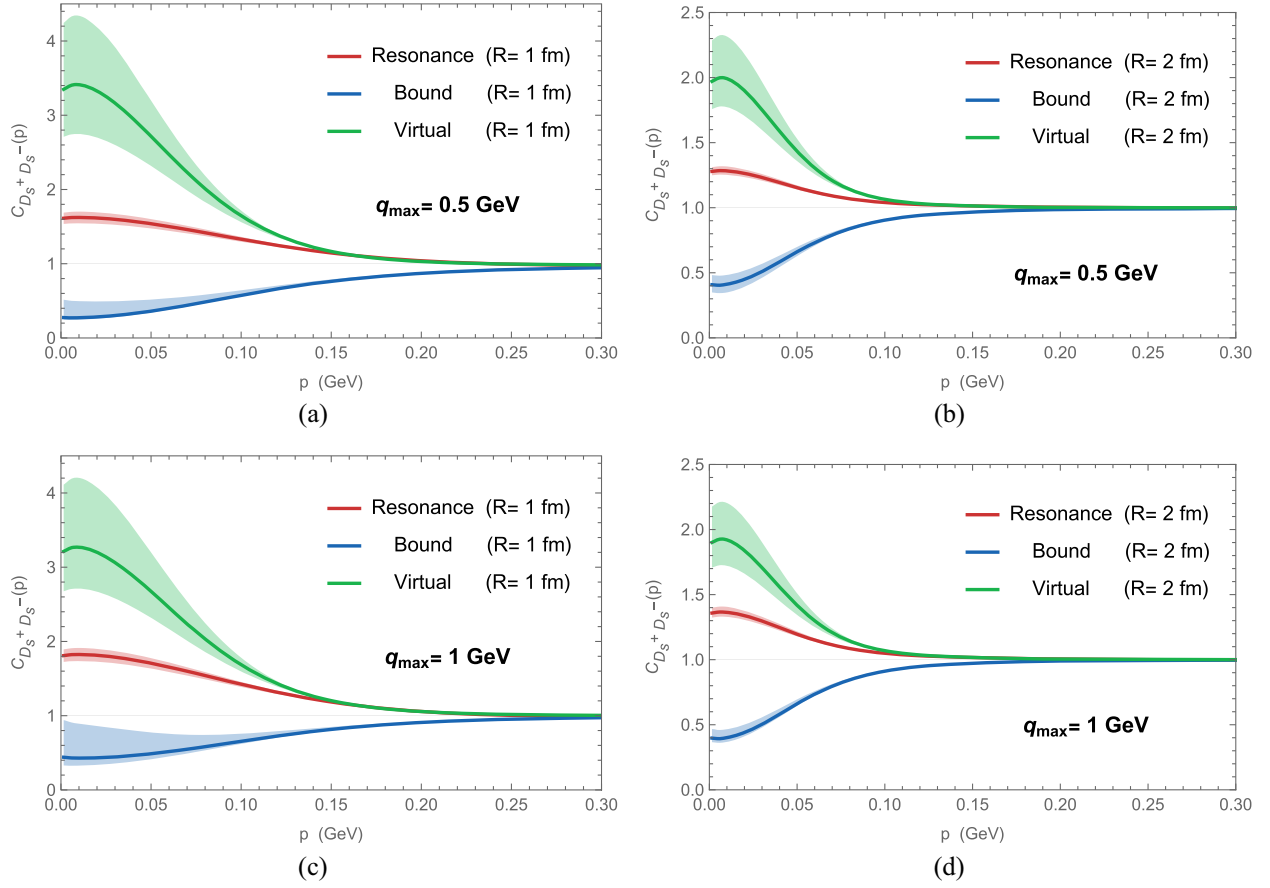 C_{D_s^+ D_s^-}(p)
4
3
2
1
0
Resonance (R= 1 fm)
Bound (R= 1 fm)
Virtual (R= 1 fm)
q_max= 0.5 GeV
0.00 0.05 0.10 0.15 0.20 0.25 0.30
p (GeV)
(a)
C_{D_s^+ D_s^-}(p)
2.5
2.0
1.5
1.0
0.5
0.0
Resonance (R= 2 fm)
Bound (R= 2 fm)
Virtual (R= 2 fm)
q_max= 0.5 GeV
0.00 0.05 0.10 0.15 0.20 0.25 0.30
p (GeV)
(b)
C_{D_s^+ D_s^-}(p)
4
3
2
1
0
Resonance (R= 1 fm)
Bound (R= 1 fm)
Virtual (R= 1 fm)
q_max= 1 GeV
0.00 0.05 0.10 0.15 0.20 0.25 0.30
p (GeV)
(c)
C_{D_s^+ D_s^-}(p)
2.5
2.0
1.5
1.0
0.5
0.0
Resonance (R= 2 fm)
Bound (R= 2 fm)
Virtual (R= 2 fm)
q_max= 1 GeV
0.00 0.05 0.10 0.15 0.20 0.25 0.30
p (GeV)
(d)